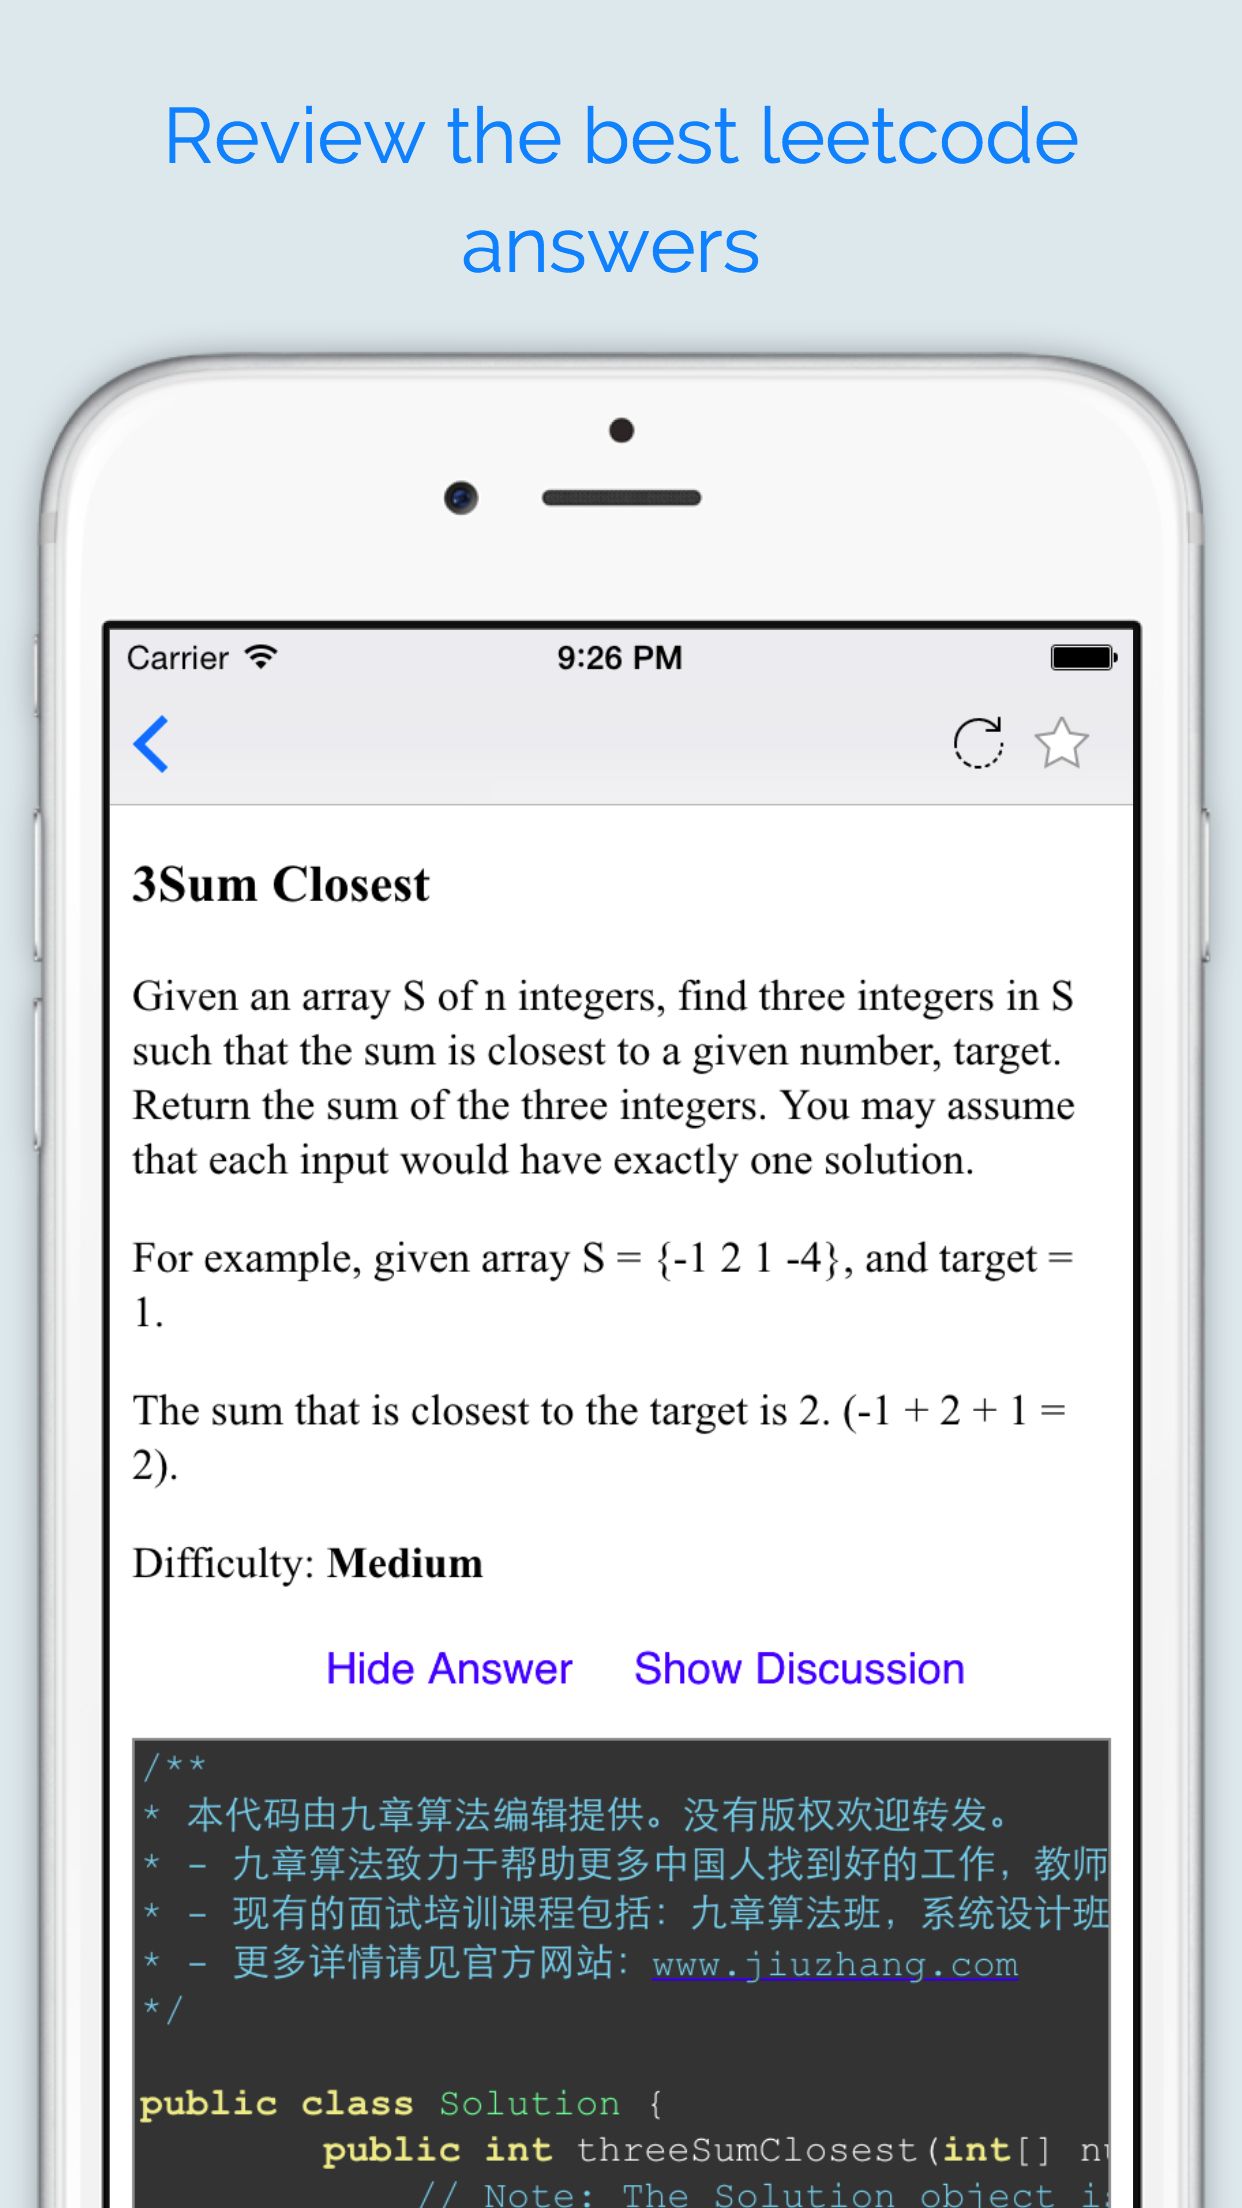 Review the best leetcode
answers
Carrier 9:26 PM
3Sum Closest
Given an array S of n integers, find three integers in S
such that the sum is closest to a given number, target.
Return the sum of the three integers. You may assume
that each input would have exactly one solution.
For example, given array S = {-1 2 1 -4}, and target =
1.
The sum that is closest to the target is 2. (-1 + 2 + 1 =
2).
Difficulty: Medium
Hide Answer Show Discussion
/**
* 本代码由九章算法编辑提供。没有版权欢迎转发。
* - 九章算法致力于帮助更多中国人找到好的工作，教师
* - 现有的面试培训课程包括：九章算法班，系统设计班
* - 更多详情请见官方网站：www.jiuzhang.com
*/
public class Solution {
public int threeSumClosest(int[]
// Note: The Solution object